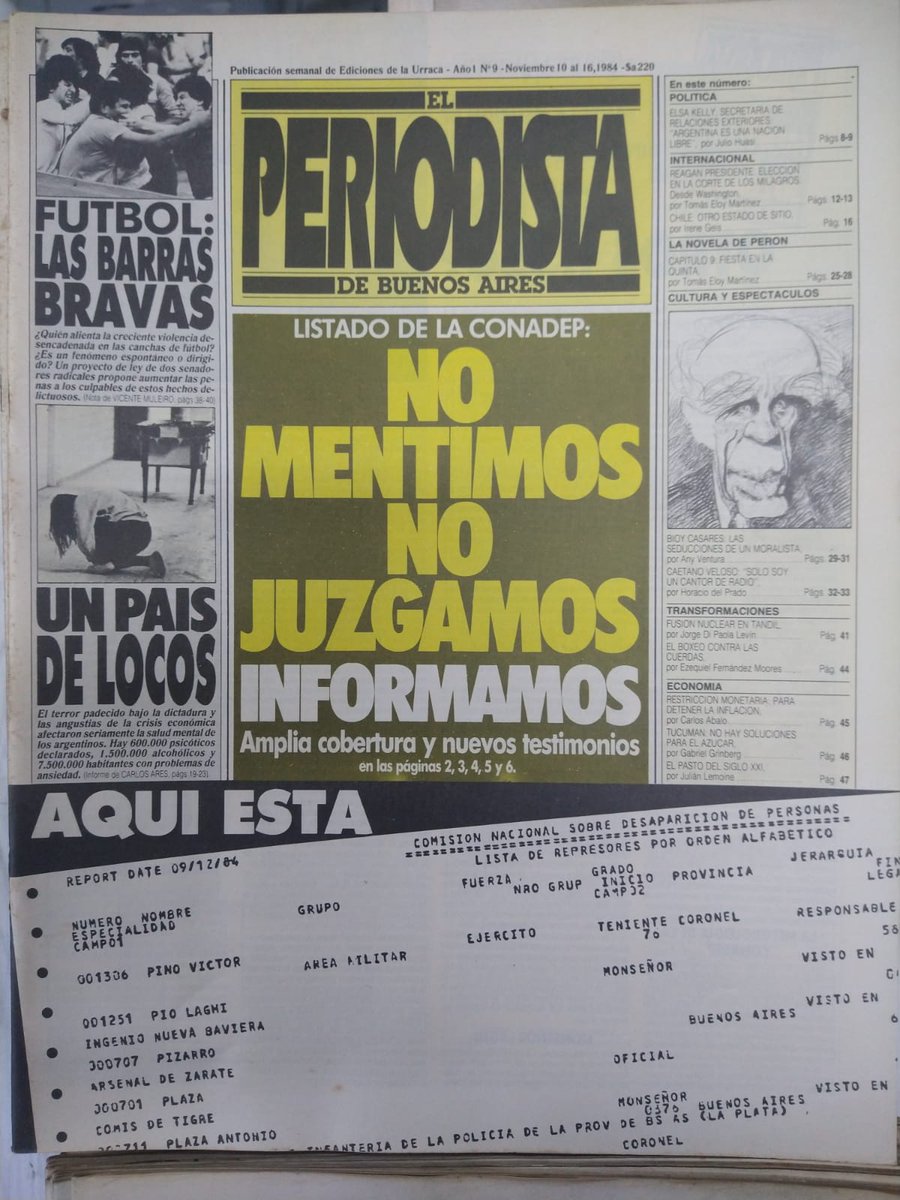 Publicación semanal de Ediciones de la Urraca - Año I Nº 9 - Noviembre 10 al 16, 1984 - $a 220
EL
PERIODISTA
DE BUENOS AIRES
FUTBOL:
LAS BARRAS
BRAVAS
¿Quién alienta la creciente violencia de-
sencadenada en las canchas de fútbol?
¿Es un fenómeno espontáneo o dirigi-
do? Un proyecto de ley de dos senado-
res radicales propone aumentar las pe-
nas a los culpables de estos hechos de-
lictuosos. (Nota de VICENTE MULEIRO, págs 38-40)
UN PAIS
DE LOCOS
El terror padecido bajo la dictadura y
las angustias de la crisis económica
afectaron seriamente la salud mental de
los argentinos. Hay 600.000 psicóticos
declarados, 1.500.000 alcohólicos y
7.500.000 habitantes con problemas de
ansiedad. (Informe de CARLOS ARES, págs 19-23)
LISTADO DE LA CONADEP:
NO
MENTIMOS
NO
JUZGAMOS
INFORMAMOS
Amplia cobertura y nuevos testimonios
en las páginas 2, 3, 4, 5 y 6.
En este número:
POLITICA
ELSA KELLY, SECRETARIA DE
RELACIONES EXTERIORES:
"ARGENTINA ES UNA NACION
LIBRE", por Julio Huasi Págs 8-9
INTERNACIONAL
REAGAN PRESIDENTE: ELECCION
EN LA CORTE DE LOS MILAGROS.
Desde Washington,
por Tomás Eloy Martínez Págs. 12-13
CHILE: OTRO ESTADO DE SITIO,
por Irene Geis Pág. 16
LA NOVELA DE PERON
CAPITULO 9: FIESTA EN LA
QUINTA,
por Tomás Eloy Martínez Págs. 25-28
CULTURA Y ESPECTACULOS
BIOY CASARES: LAS
SEDUCCIONES DE UN MORALISTA,
por Any Ventura Págs. 29-31
CAETANO VELOSO: "SOLO SOY
UN CANTOR DE RADIO",
por Horacio del Prado Págs. 32-33
TRANSFORMACIONES
FUSION NUCLEAR EN TANDIL,
por Jorge Di Paola Levin Pág. 41
EL BOXEO CONTRA LAS
CUERDAS,
por Ezequiel Fernández Moores Pág. 44
ECONOMIA
RESTRICCION MONETARIA: PARA
DETENER LA INFLACION,
por Carlos Abalo Pág. 45
TUCUMAN: NO HAY SOLUCIONES
PARA EL AZUCAR,
por Gabriel Grinberg Pág. 46
EL PASTO DEL SIGLO XXI,
por Julián Lemoine Pág. 47
AQUI ESTA
COMISION NACIONAL SOBRE DESAPARICION DE PERSONAS
REPORT DATE 09/12/84 LISTA DE REPRESORES POR ORDEN ALFABETICO
NUMERO NOMBRE GRUPO FUERZA GRADO JERARQUIA FIN
ESPECIALIDAD NRO GRUP INICIO PROVINCIA LEGA
CAMPO1 CAMPO2
001306 PINO VICTOR AREA MILITAR EJERCITO TENIENTE CORONEL RESPONSABLE
76 56
001251 PIO LAGHI MONSEÑOR VISTO EN
INGENIO NUEVA BAVIERA
000707 PIZARRO BUENOS AIRES VISTO EN
ARSENAL DE ZARATE
000701 PLAZA OFICIAL
COMIS DE TIGRE
PLAZA ANTONIO MONSEÑOR VISTO EN
0376 BUENOS AIRES
INFANTERIA DE LA POLICIA DE LA PROV DE BS AS (LA PLATA)
CORONEL